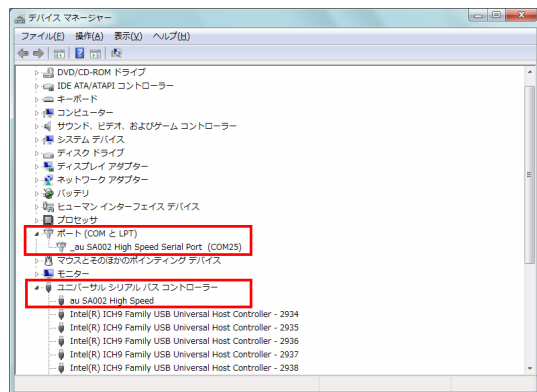 デバイス マネージャー
ファイル(F) 操作(A) 表示(V) ヘルプ(H)
DVD/CD-ROM ドライブ
IDE ATA/ATAPI コントローラー
キーボード
コンピューター
サウンド、ビデオ、およびゲーム コントローラー
システム デバイス
ディスク ドライブ
ディスプレイ アダプター
ネットワーク アダプター
バッテリ
ヒューマン インターフェイス デバイス
プロセッサ
ポート (COM と LPT)
_au SA002 High Speed Serial Port (COM25)
マウスとそのほかのポインティング デバイス
モニター
ユニバーサル シリアル バス コントローラー
au SA002 High Speed
Intel(R) ICH9 Family USB Universal Host Controller - 2934
Intel(R) ICH9 Family USB Universal Host Controller - 2935
Intel(R) ICH9 Family USB Universal Host Controller - 2936
Intel(R) ICH9 Family USB Universal Host Controller - 2937
Intel(R) ICH9 Family USB Universal Host Controller - 2938